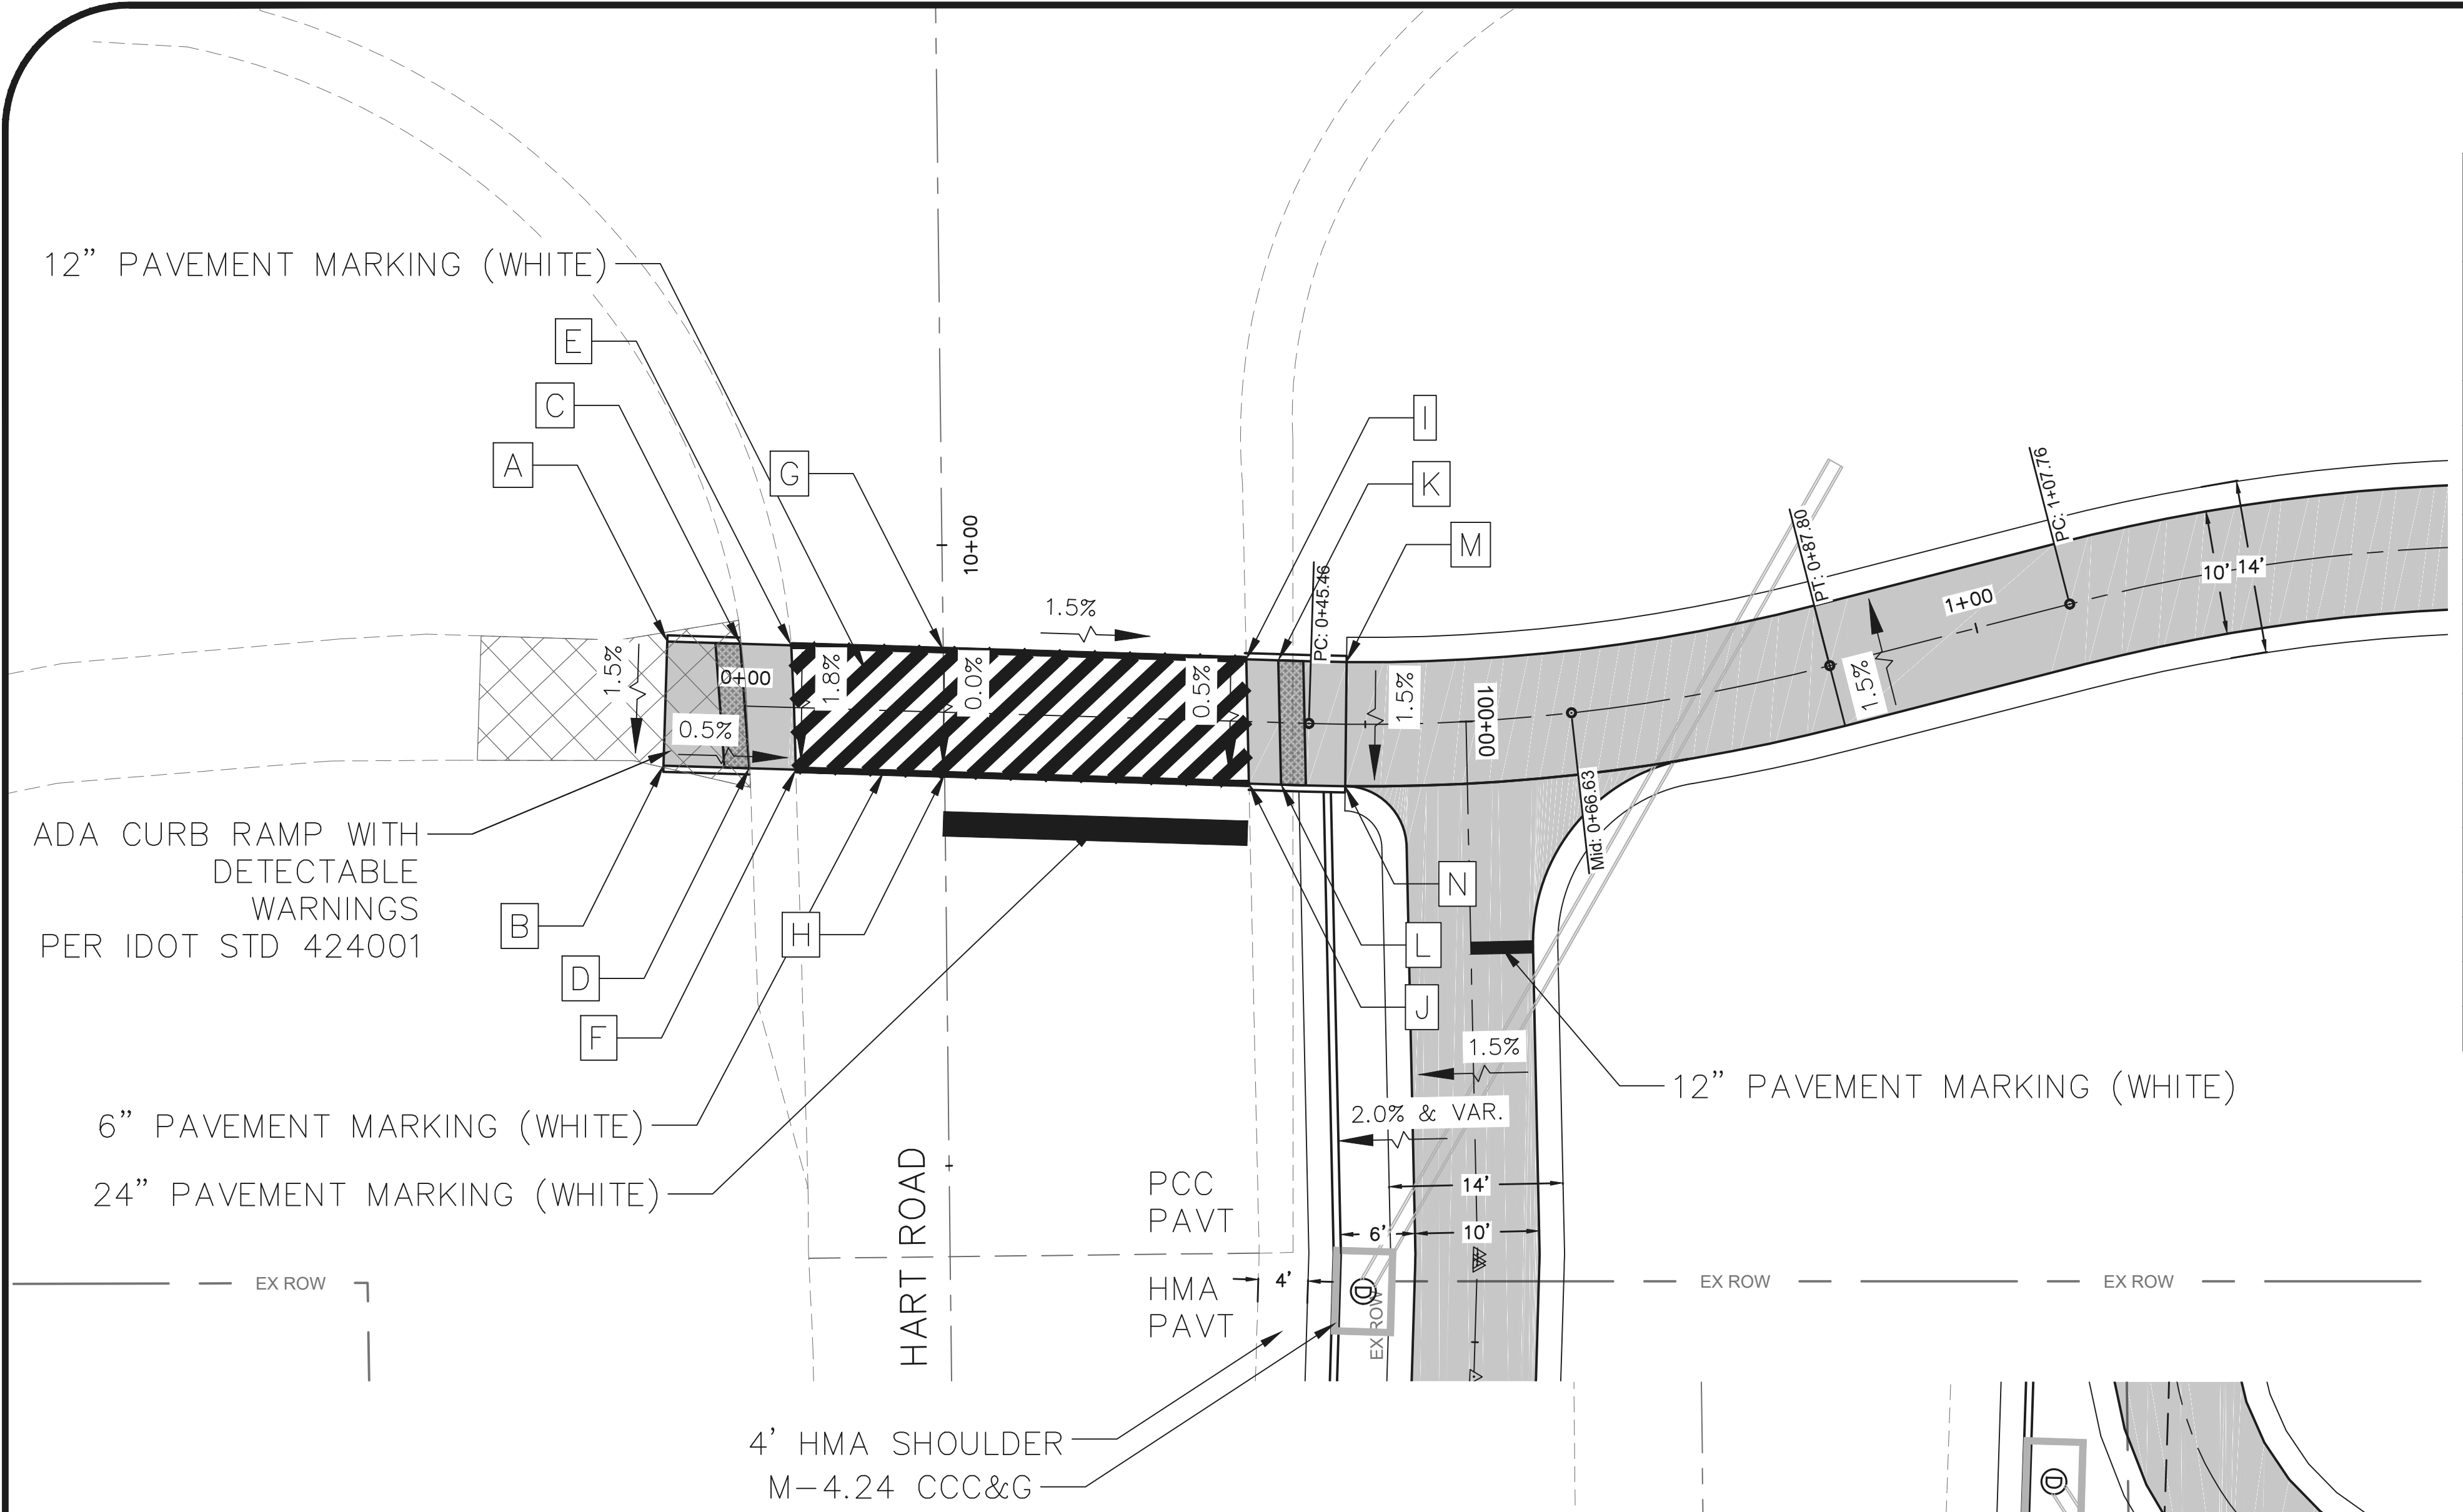 12” PAVEMENT MARKING (WHITE)
E
C
A
G
10+00
1.5%
I
K
M
PC: 0+45.46
PT: 0+87.80
PC: 1+07.76
1+00
10’
14’
1.5%
1.5%
0+00
0.5%
1.8%
0.0%
0.5%
1.5%
100+00
Mid: 0+66.63
ADA CURB RAMP WITH
DETECTABLE
WARNINGS
PER IDOT STD 424001
B
D
F
H
N
L
J
6” PAVEMENT MARKING (WHITE)
24” PAVEMENT MARKING (WHITE)
12” PAVEMENT MARKING (WHITE)
1.5%
2.0% & VAR.
14’
6’
10’
HART ROAD
PCC
PAVT
HMA
PAVT
4’
D
EX ROW
EX ROW
EX ROW
EX ROW
4’ HMA SHOULDER
M-4.24 CCC&G
D